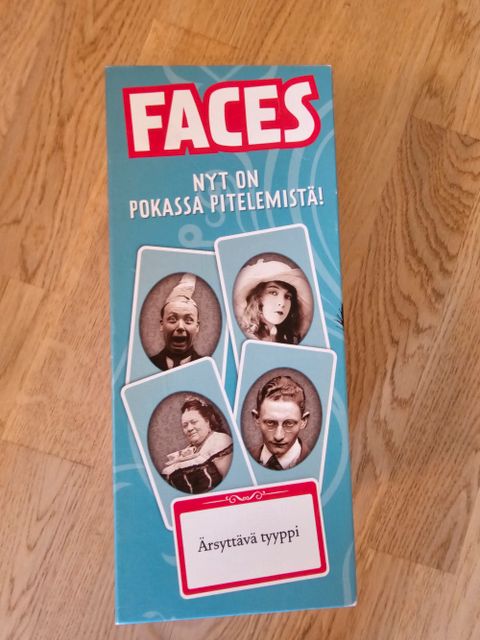 FACES
NYT ON
POKASSA PITELEMISTÄ!
Ärsyttävä tyyppi